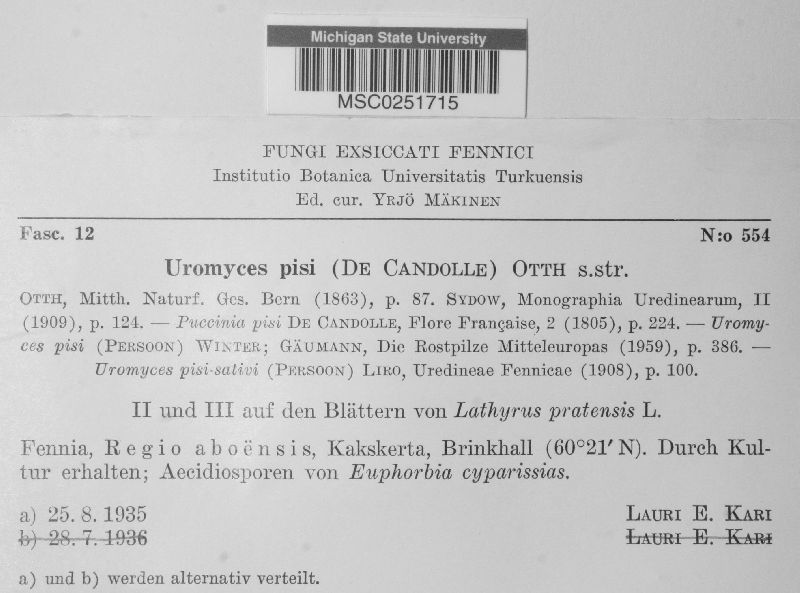 Michigan State University
MSC0251715
FUNGI EXSICCATI FENNICI
Institutio Botanica Universitatis Turkuensis
Ed. cur. YRJÖ MÄKINEN
Fasc. 12 N:o 554
Uromyces pisi (DE CANDOLLE) OTTH s.str.
OTTH, Mitth. Naturf. Ges. Bern (1863), p. 87. SYDOW, Monographia Uredinearum, II
(1909), p. 124. — Puccinia pisi DE CANDOLLE, Flore Française, 2 (1805), p. 224. — Uromy-
ces pisi (PERSOON) WINTER; GÄUMANN, Die Rostpilze Mitteleuropas (1959), p. 386. —
Uromyces pisi-sativi (PERSOON) LIRO, Uredineae Fennicae (1908), p. 100.
II und III auf den Blättern von Lathyrus pratensis L.
Fennia, Regio aboënsis, Kakskerta, Brinkhall (60°21′ N). Durch Kul-
tur erhalten; Aecidiosporen von Euphorbia cyparissias.
a) 25. 8. 1935 LAURI E. KARI
b) 28. 7. 1936 LAURI E. KARI
a) und b) werden alternativ verteilt.